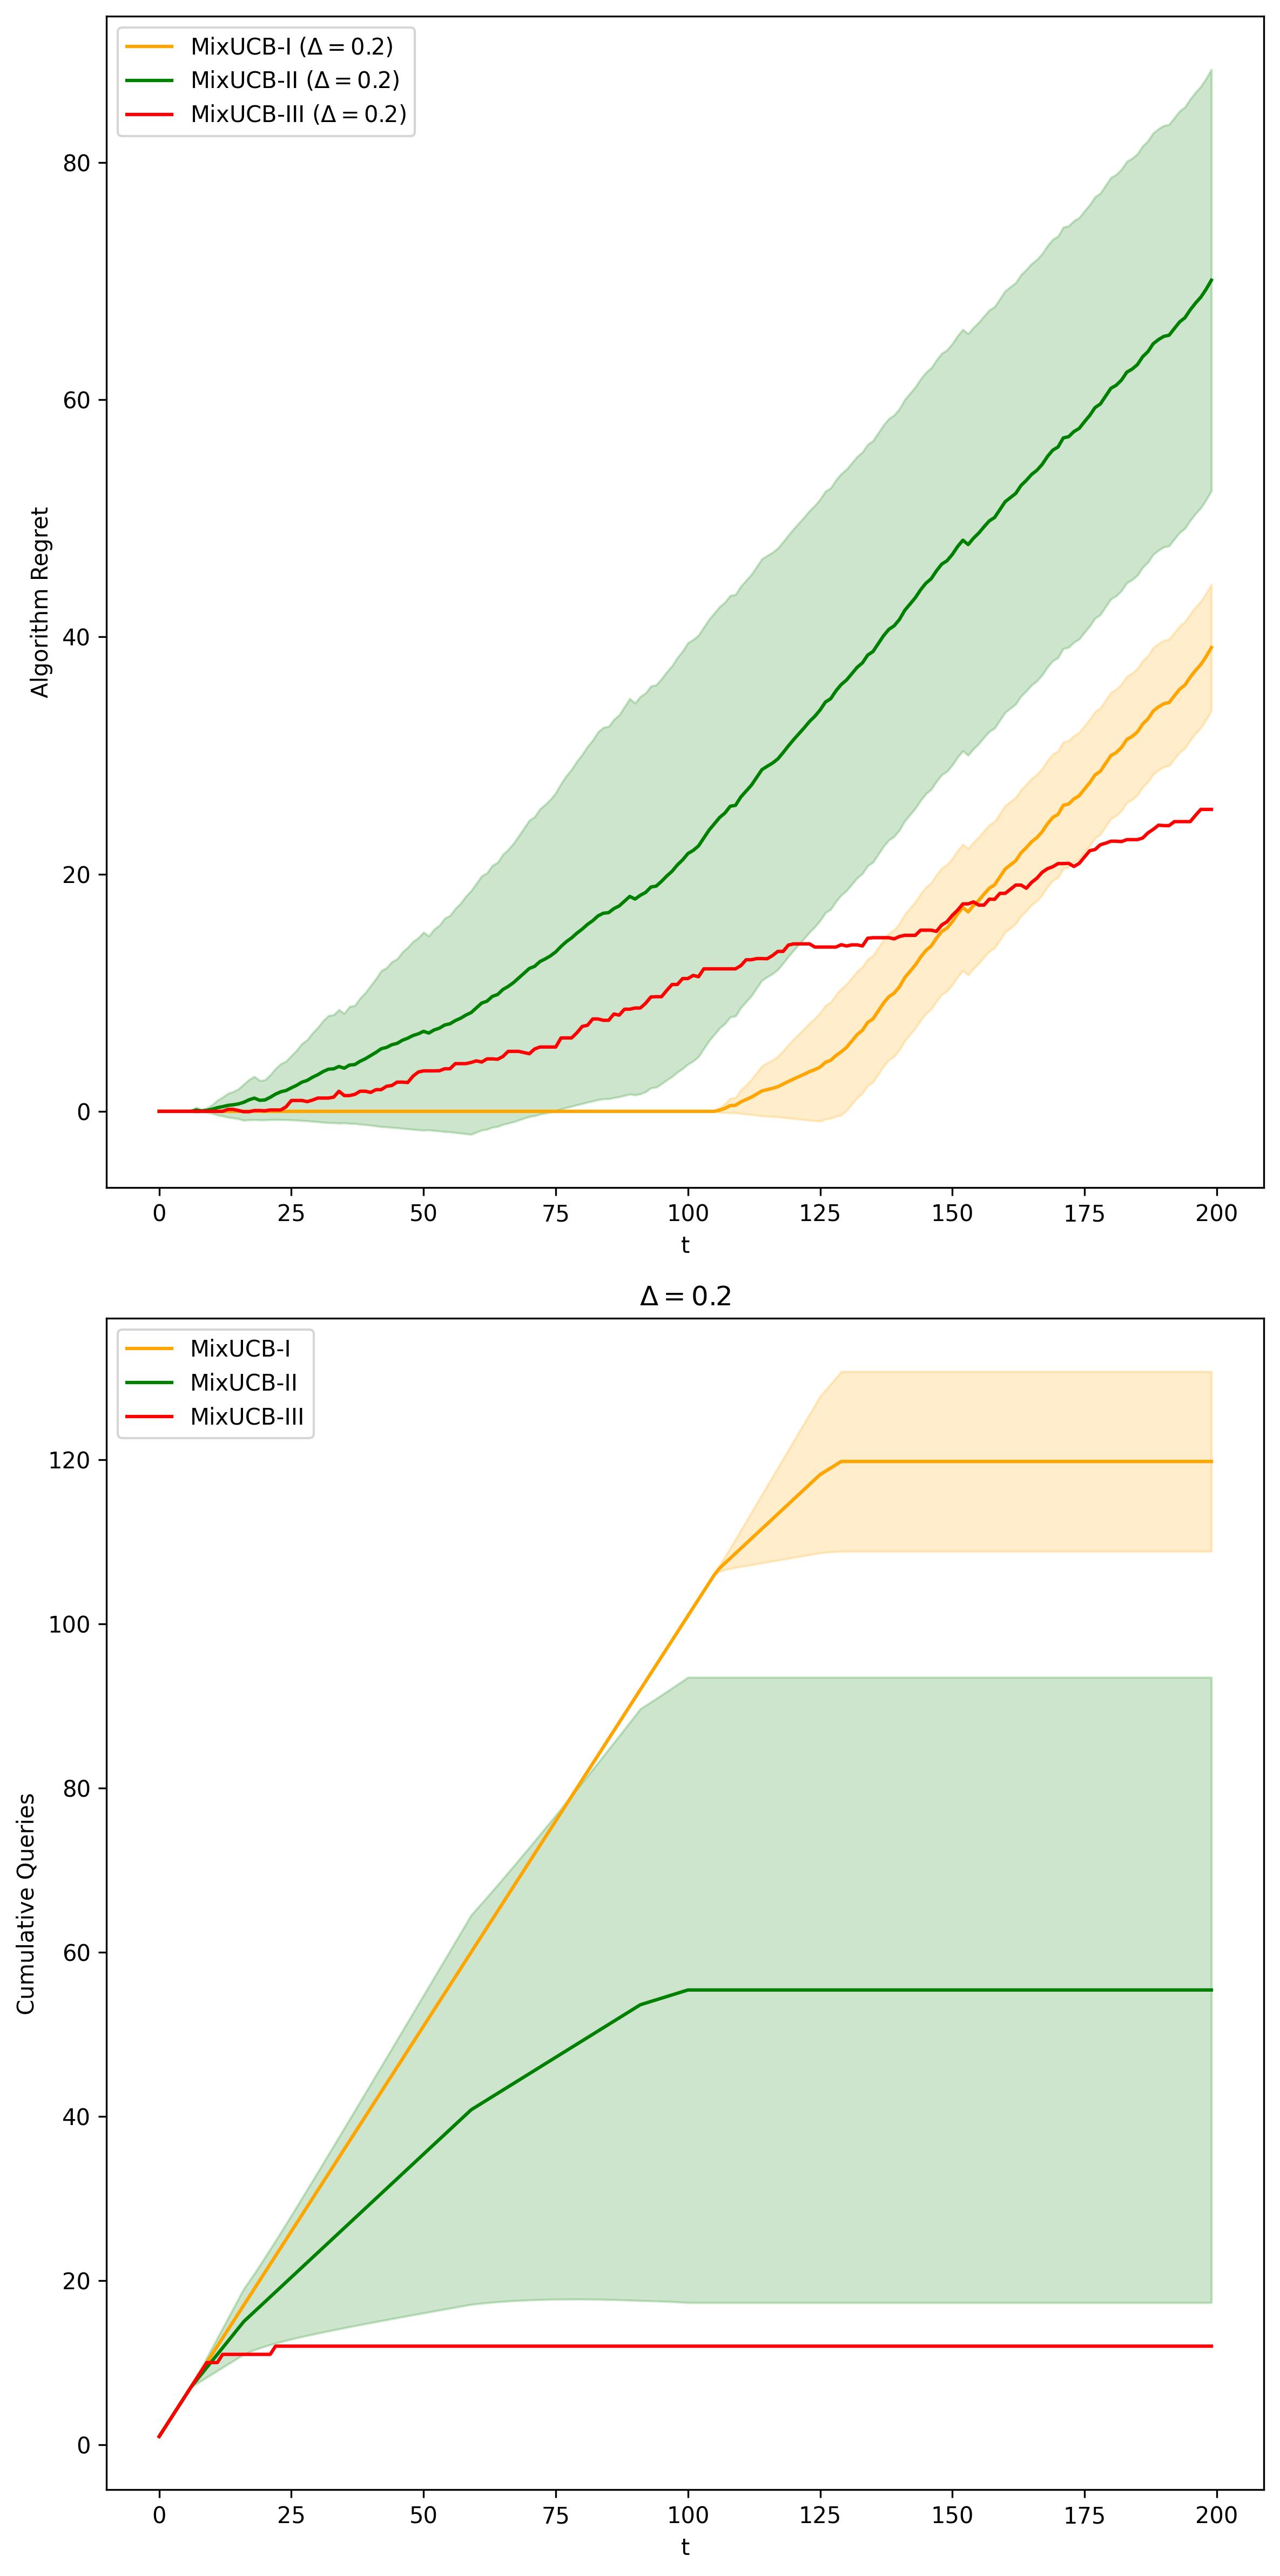 MixUCB-I (Δ = 0.2)
MixUCB-II (Δ = 0.2)
MixUCB-III (Δ = 0.2)
80
60
40
20
0
Algorithm Regret
0 25 50 75 100 125 150 175 200
t
Δ = 0.2
MixUCB-I
MixUCB-II
MixUCB-III
120
100
80
60
40
20
0
Cumulative Queries
0 25 50 75 100 125 150 175 200
t